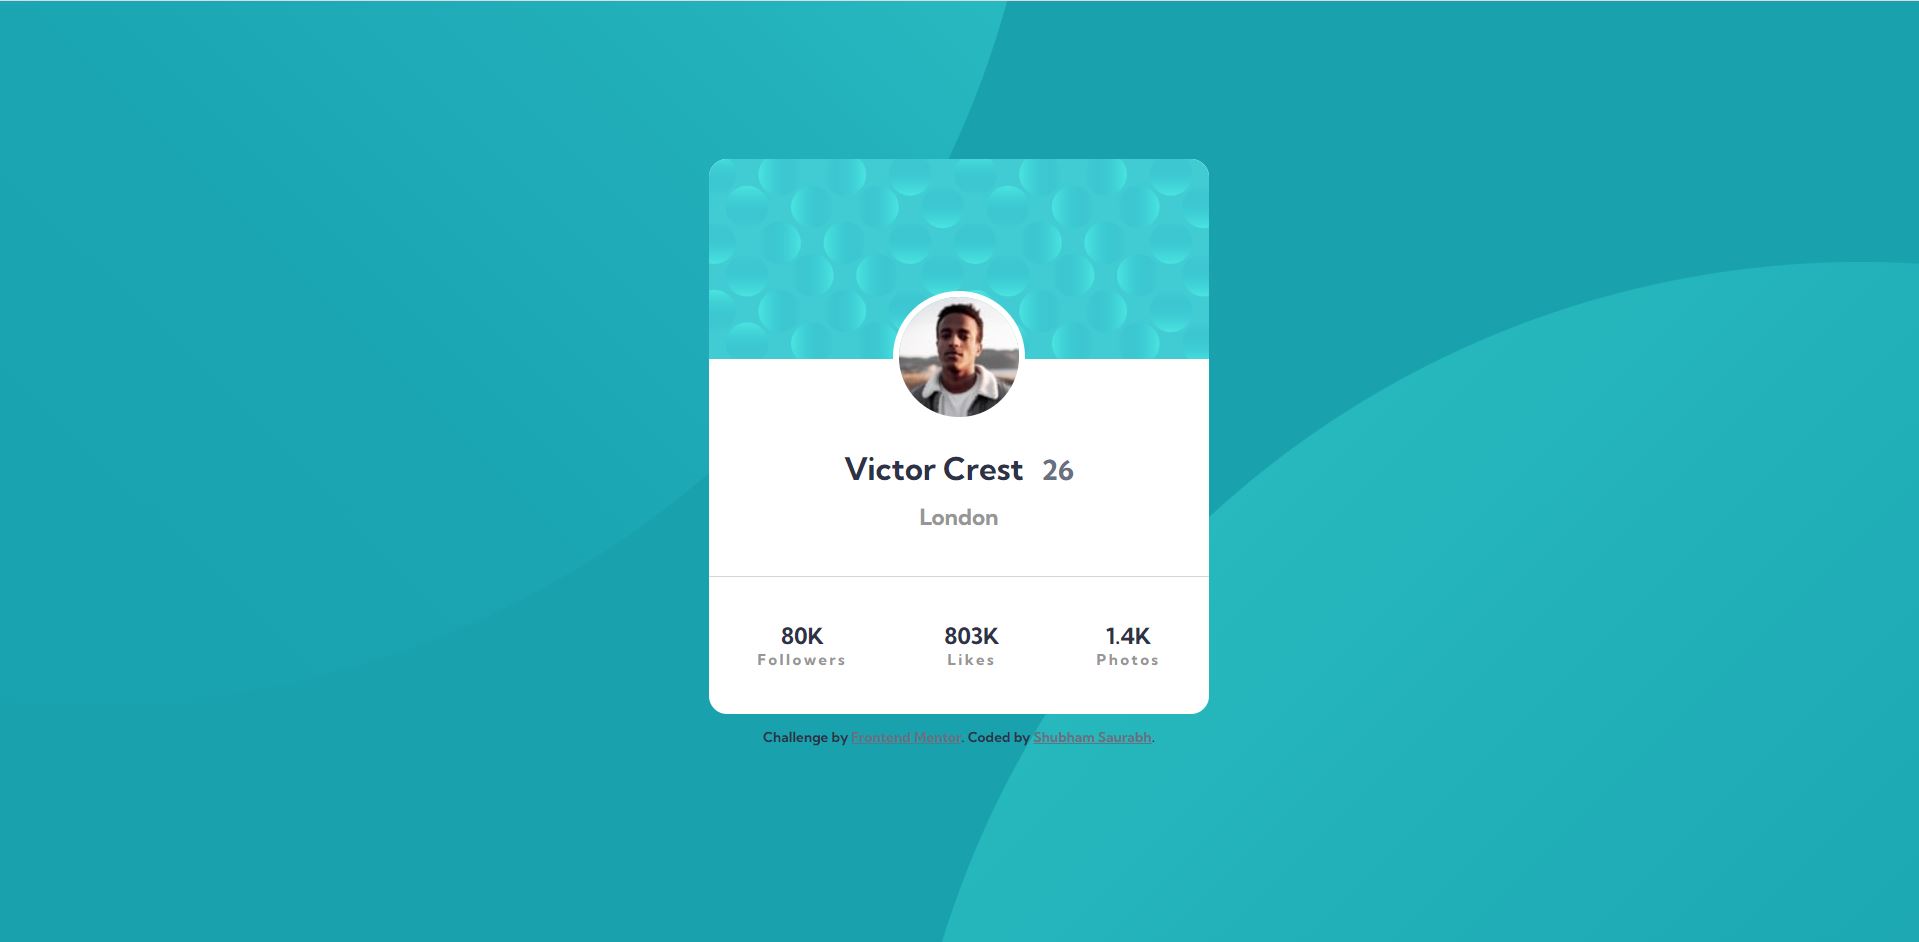 Victor Crest 26
London
80K 803K 1.4K
Followers Likes Photos
Challenge by Frontend Mentor. Coded by Shubham Saurabh.